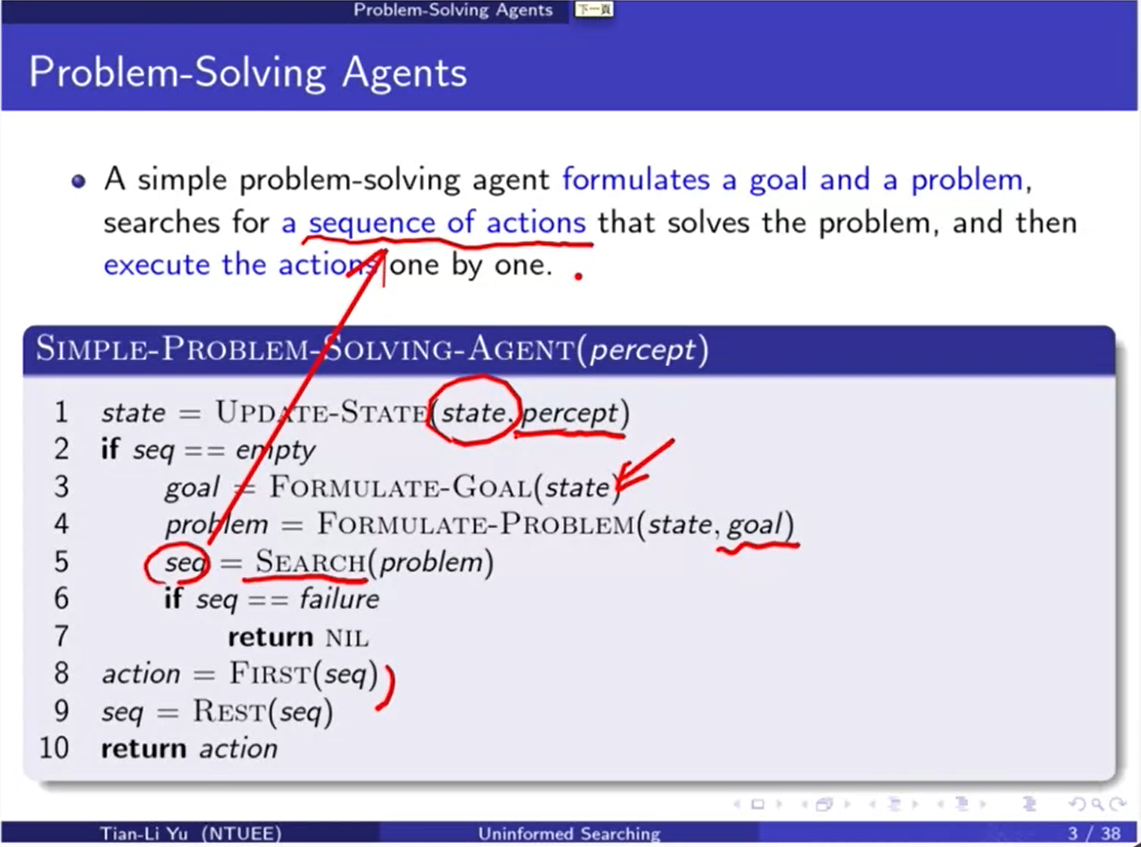 Problem-Solving Agents 下一頁
Problem-Solving Agents
A simple problem-solving agent formulates a goal and a problem,
searches for a sequence of actions that solves the problem, and then
execute the actions one by one.
SIMPLE-PROBLEM-SOLVING-AGENT(percept)
1 state = UPDATE-STATE(state, percept)
2 if seq == empty
3 goal = FORMULATE-GOAL(state)
4 problem = FORMULATE-PROBLEM(state, goal)
5 seq = SEARCH(problem)
6 if seq == failure
7 return NIL
8 action = FIRST(seq)
9 seq = REST(seq)
10 return action
Tian-Li Yu (NTUEE) Uninformed Searching 3 / 38